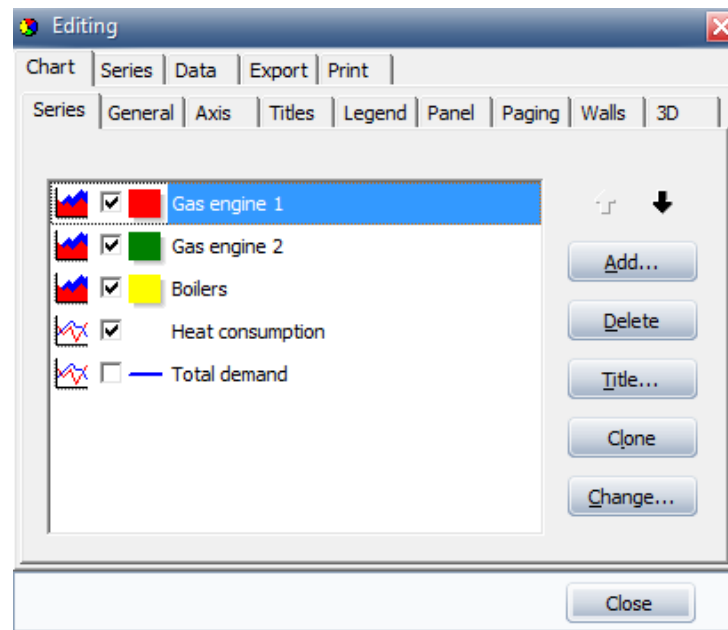 Editing
Chart Series Data Export Print
Series General Axis Titles Legend Panel Paging Walls 3D
Gas engine 1
Gas engine 2
Add...
Boilers
Delete
Heat consumption
Total demand
Title...
Clone
Change...
Close